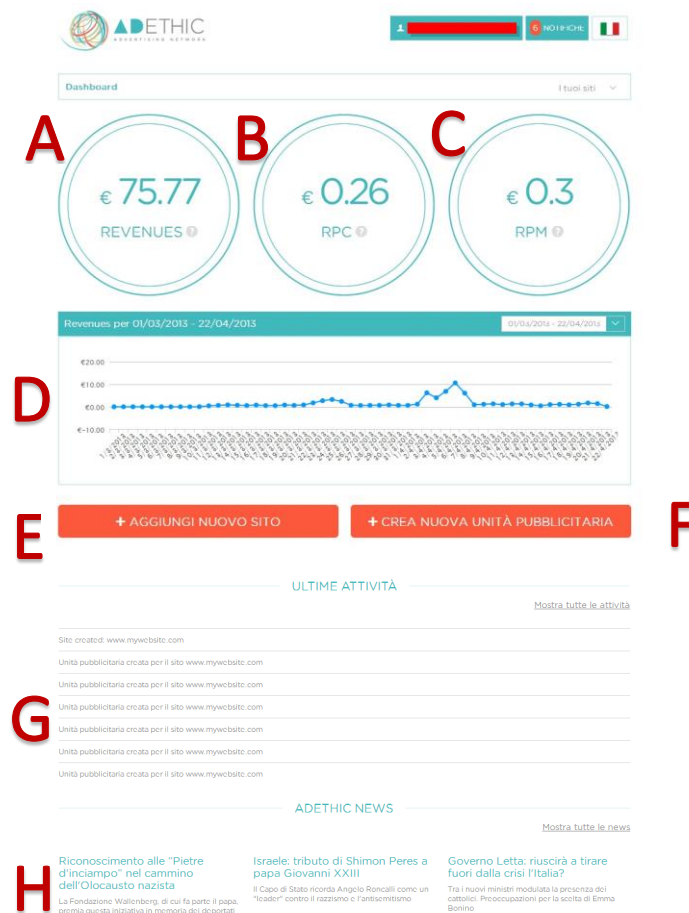 ADETHIC
ADVERTISING NETWORK
6
Dashboard
I tuoi siti
A
B
C
€ 75.77
REVENUES ?
€ 0.26
RPC ?
€ 0.3
RPM ?
Revenues per 01/03/2013 - 22/04/2013
01/03/2013 - 22/04/2013
D
€20.00
€10.00
€0.00
€-10.00
E
+ AGGIUNGI NUOVO SITO
+ CREA NUOVA UNITÀ PUBBLICITARIA
F
ULTIME ATTIVITÀ
Mostra tutte le attività
Site created: www.mywebsite.com
Unità pubblicitaria creata per il sito www.mywebsite.com
Unità pubblicitaria creata per il sito www.mywebsite.com
Unità pubblicitaria creata per il sito www.mywebsite.com
G
Unità pubblicitaria creata per il sito www.mywebsite.com
Unità pubblicitaria creata per il sito www.mywebsite.com
Unità pubblicitaria creata per il sito www.mywebsite.com
ADETHIC NEWS
Mostra tutte le news
H
Riconoscimento alle "Pietre
d'inciampo" nel cammino
dell'Olocausto nazista
La Fondazione Wallenberg, di cui fa parte il papa,
premia questa iniziativa in memoria dei deportati
Israele: tributo di Shimon Peres a
papa Giovanni XXIII
Il Capo di Stato ricorda Angelo Roncalli come un
"leader" contro il razzismo e l'antisemitismo
Governo Letta: riuscirà a tirare
fuori dalla crisi l'Italia?
Tra i nuovi ministri modulata la presenza dei
cattolici. Preoccupazioni per la scelta di Emma
Bonino